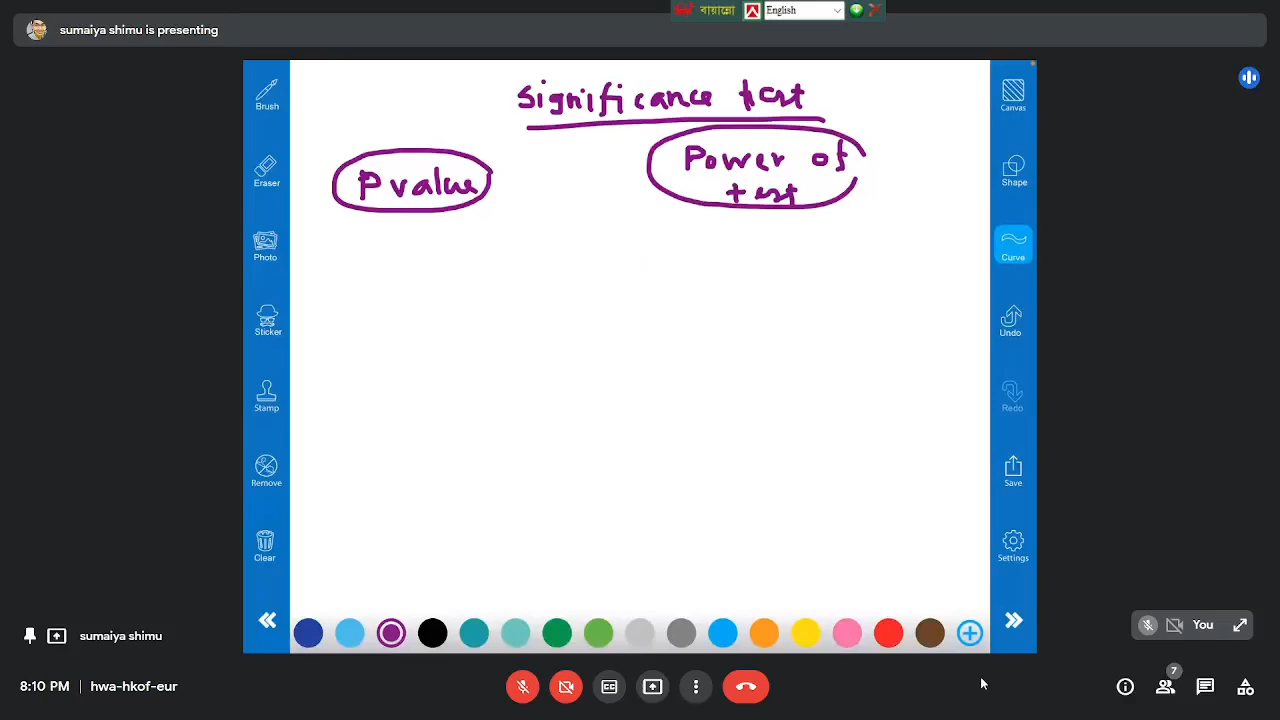 বায়ান্নো
English
sumaiya shimu is presenting
Significance test
P value
Power of
test
Brush
Eraser
Photo
Sticker
Stamp
Remove
Clear
Canvas
Shape
Curve
Undo
Redo
Save
Settings
sumaiya shimu
You
8:10 PM | hwa-hkof-eur
7